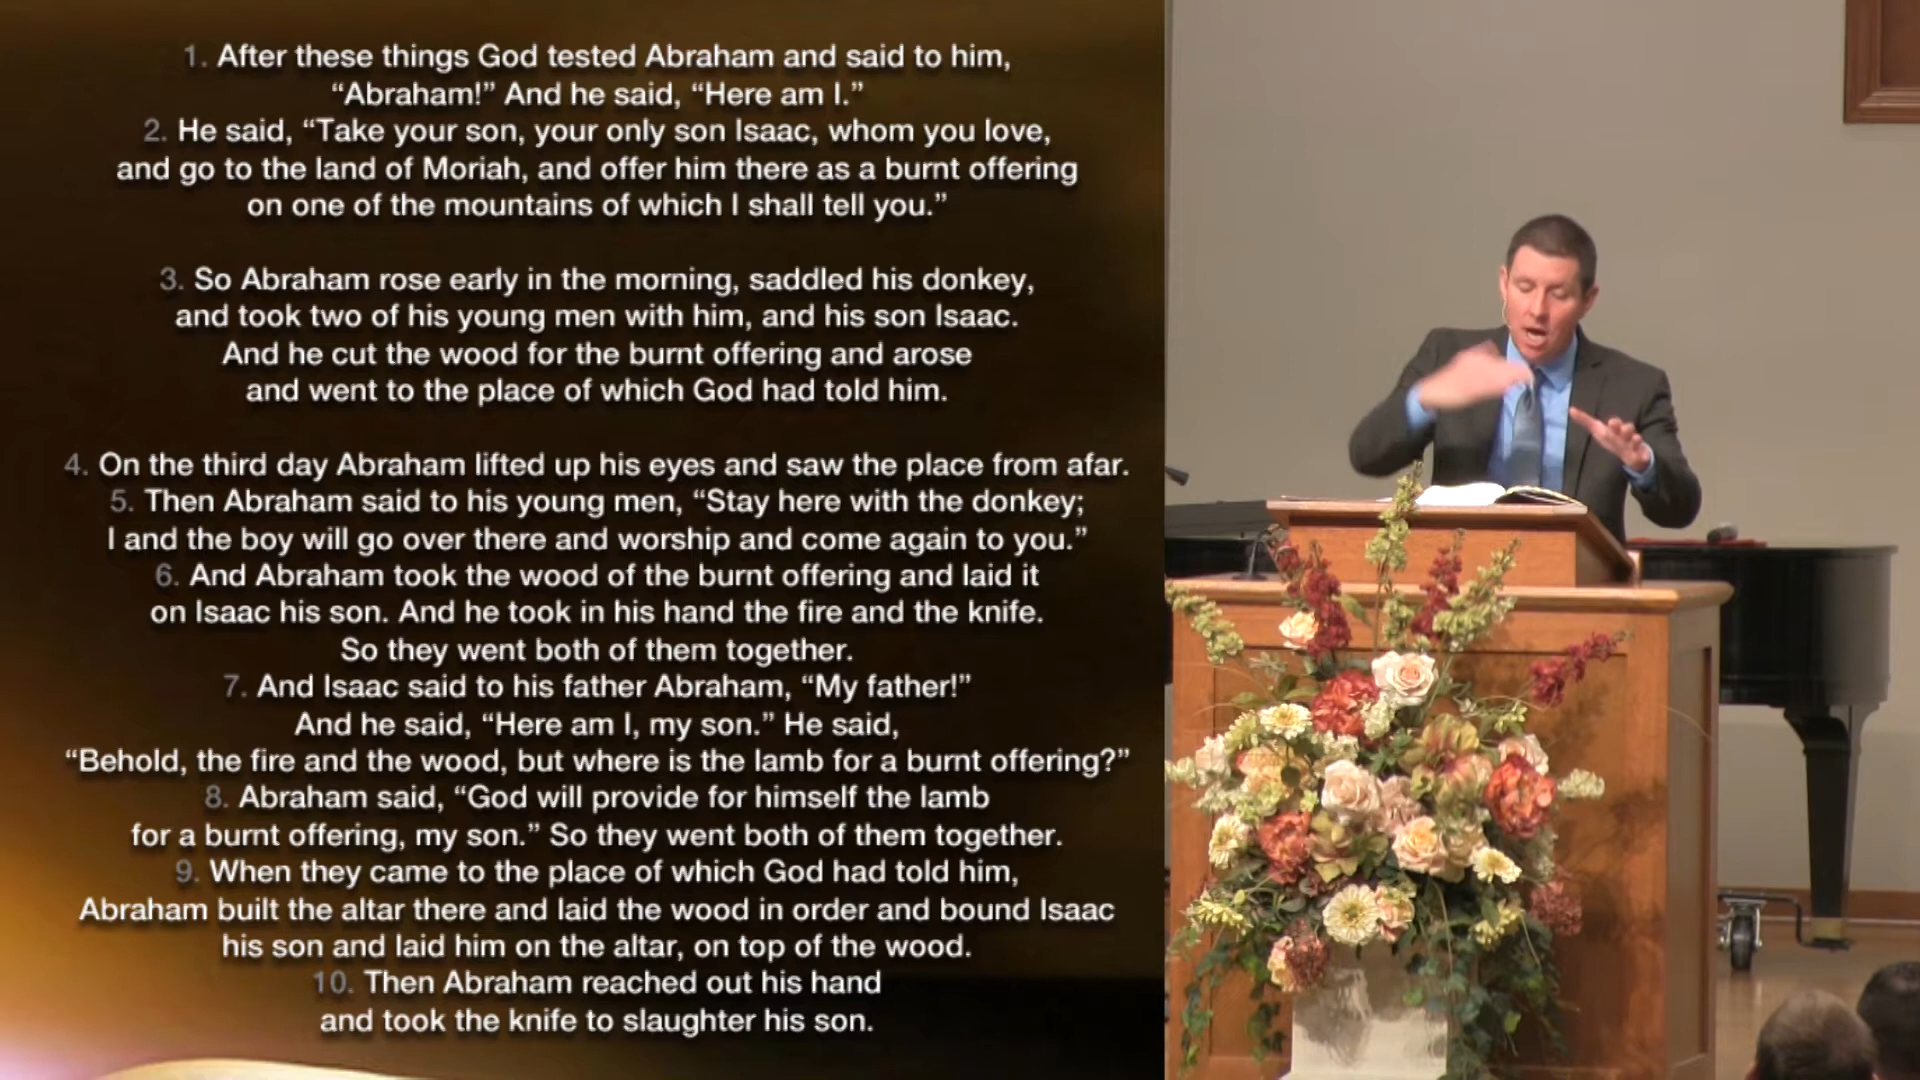 1. After these things God tested Abraham and said to him,
“Abraham!” And he said, “Here am I.”
2. He said, “Take your son, your only son Isaac, whom you love,
and go to the land of Moriah, and offer him there as a burnt offering
on one of the mountains of which I shall tell you.”
3. So Abraham rose early in the morning, saddled his donkey,
and took two of his young men with him, and his son Isaac.
And he cut the wood for the burnt offering and arose
and went to the place of which God had told him.
4. On the third day Abraham lifted up his eyes and saw the place from afar.
5. Then Abraham said to his young men, “Stay here with the donkey;
I and the boy will go over there and worship and come again to you.”
6. And Abraham took the wood of the burnt offering and laid it
on Isaac his son. And he took in his hand the fire and the knife.
So they went both of them together.
7. And Isaac said to his father Abraham, “My father!”
And he said, “Here am I, my son.” He said,
“Behold, the fire and the wood, but where is the lamb for a burnt offering?”
8. Abraham said, “God will provide for himself the lamb
for a burnt offering, my son.” So they went both of them together.
9. When they came to the place of which God had told him,
Abraham built the altar there and laid the wood in order and bound Isaac
his son and laid him on the altar, on top of the wood.
10. Then Abraham reached out his hand
and took the knife to slaughter his son.